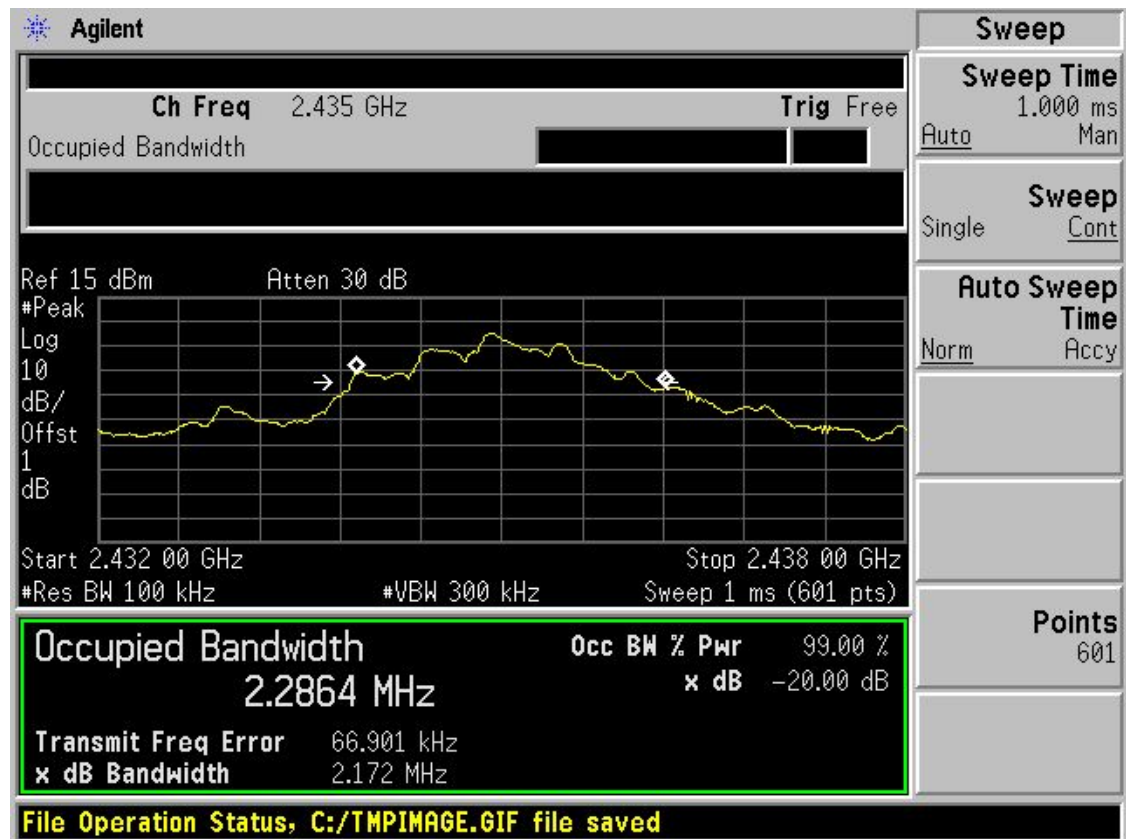 Agilent
Sweep
Ch Freq 2.435 GHz Trig Free
Occupied Bandwidth
Sweep Time
1.000 ms
Auto Man
Sweep
Single Cont
Auto Sweep
Time
Norm Accy
Points
601
Ref 15 dBm Atten 30 dB
#Peak
Log
10
dB/
Offst
1
dB
Start 2.432 00 GHz Stop 2.438 00 GHz
#Res BW 100 kHz #VBW 300 kHz Sweep 1 ms (601 pts)
Occupied Bandwidth
2.2864 MHz
Occ BW % Pwr 99.00 %
x dB -20.00 dB
Transmit Freq Error 66.901 kHz
x dB Bandwidth 2.172 MHz
File Operation Status, C:/TMPIMAGE.GIF file saved